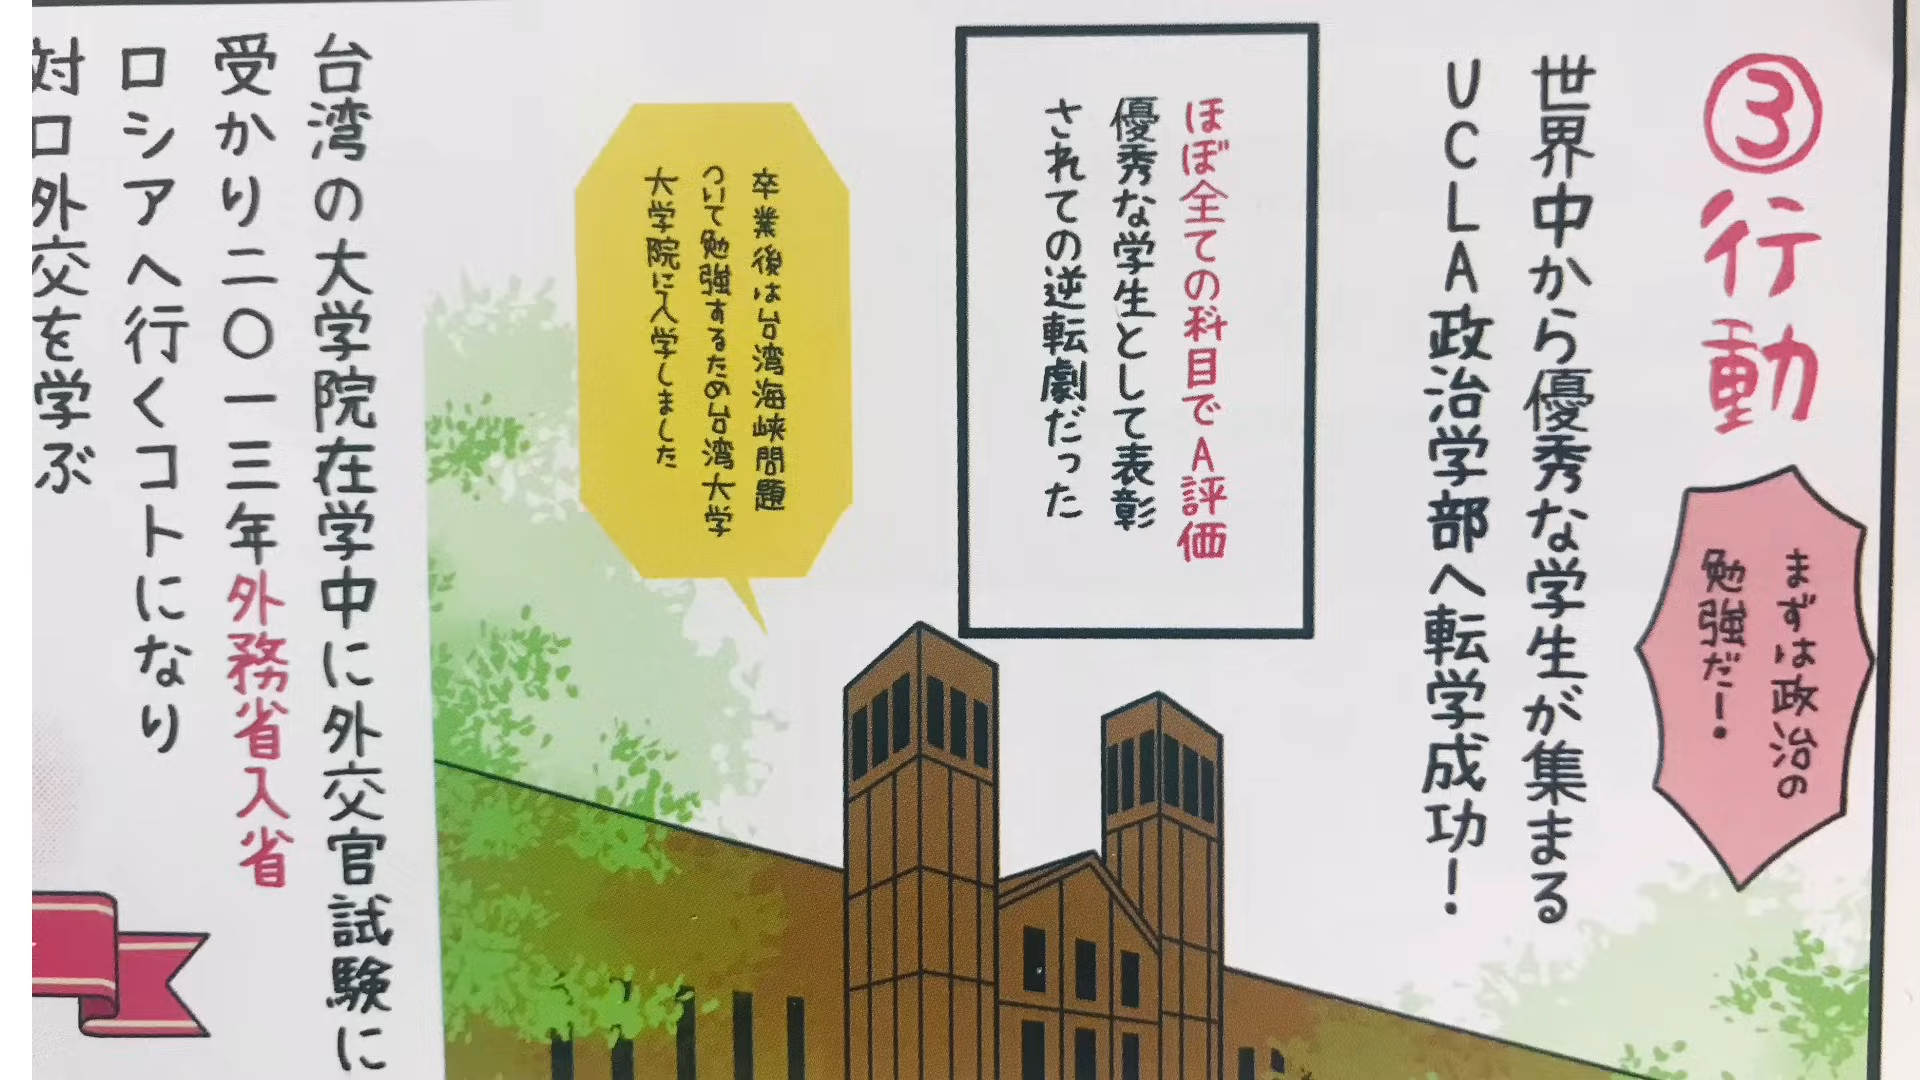 ③行動
まずは政治の
勉強だー！
世界中から優秀な学生が集まる
UCLA政治学部へ転学成功！
ほぼ全ての科目でA評価
優秀な学生として表彰
されての逆転劇だった
卒業後は台湾海峡問題
ついて勉強するため台湾大学
大学院に入学しました
台湾の大学院在学中に外交官試験に
受かり二〇一三年外務省入省
ロシアへ行くコトになり
対ロ外交を学ぶ